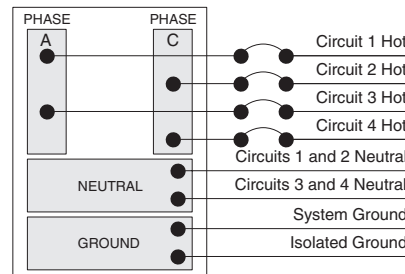 PHASE PHASE
A C
Circuit 1 Hot
Circuit 2 Hot
Circuit 3 Hot
Circuit 4 Hot
Circuits 1 and 2 Neutral
NEUTRAL
Circuits 3 and 4 Neutral
System Ground
GROUND
Isolated Ground